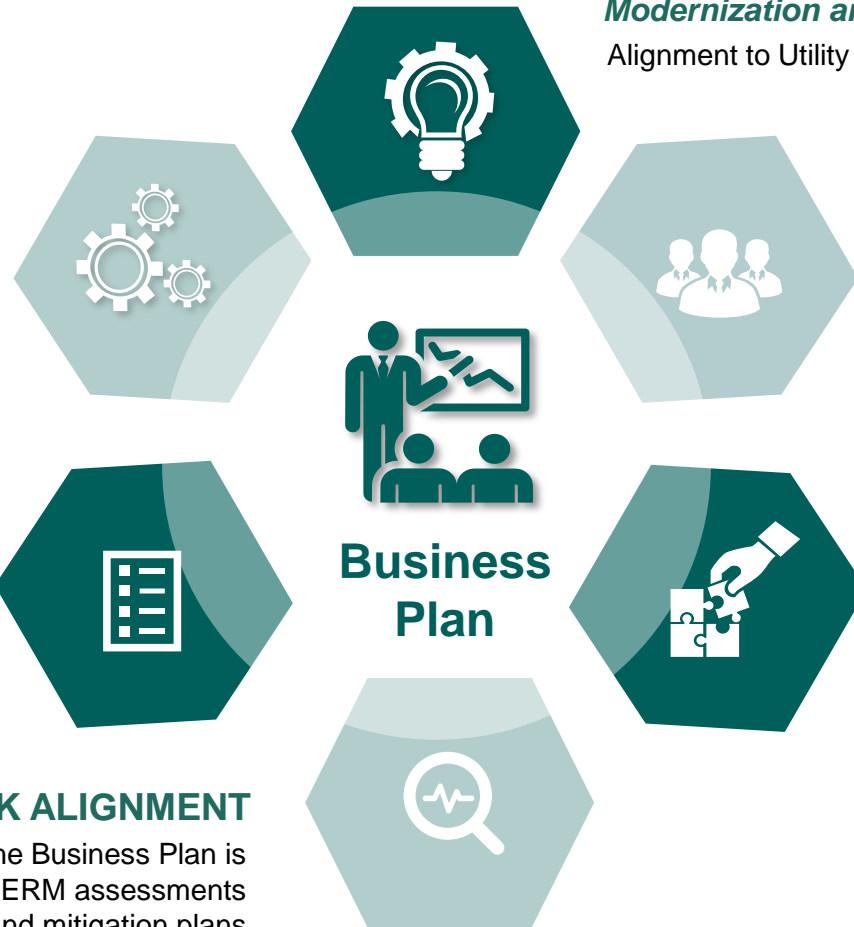 Modernization a
Alignment to Utility
Business
Plan
K ALIGNMENT
he Business Plan is
ERM assessments
nd mitigation plans